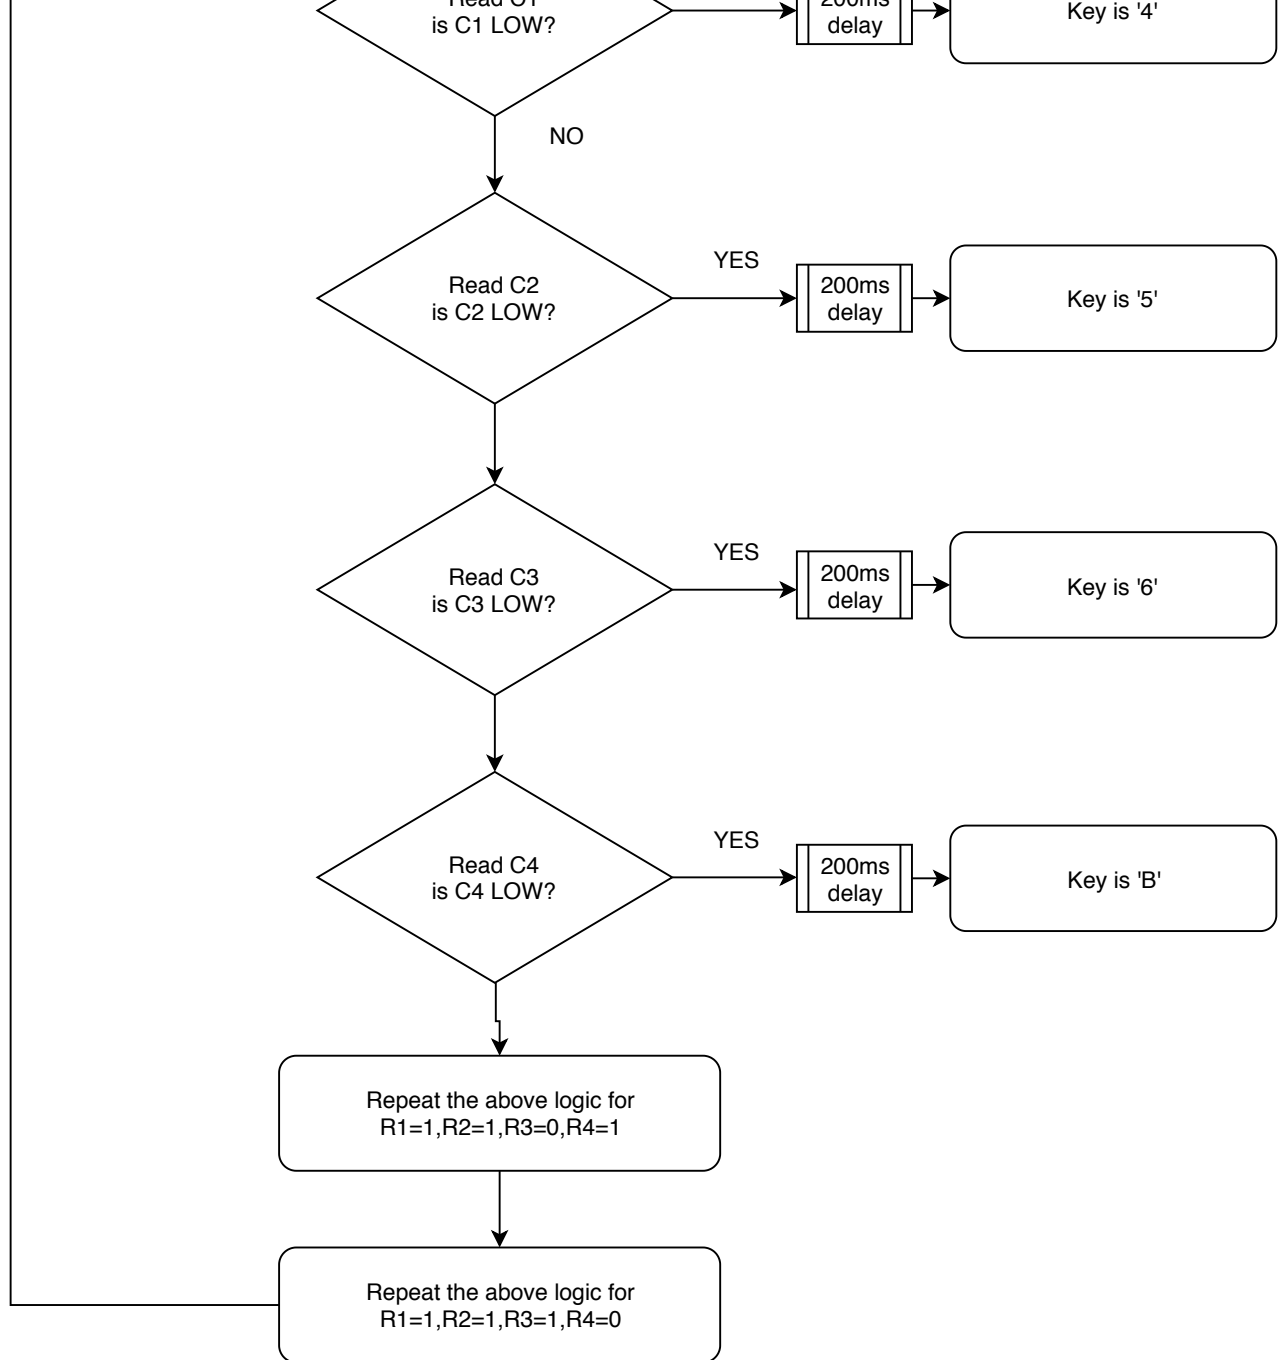 Read C1
is C1 LOW?
200ms
delay
Key is '4'
NO
Read C2
is C2 LOW?
YES
200ms
delay
Key is '5'
Read C3
is C3 LOW?
YES
200ms
delay
Key is '6'
Read C4
is C4 LOW?
YES
200ms
delay
Key is 'B'
Repeat the above logic for
R1=1,R2=1,R3=0,R4=1
Repeat the above logic for
R1=1,R2=1,R3=1,R4=0